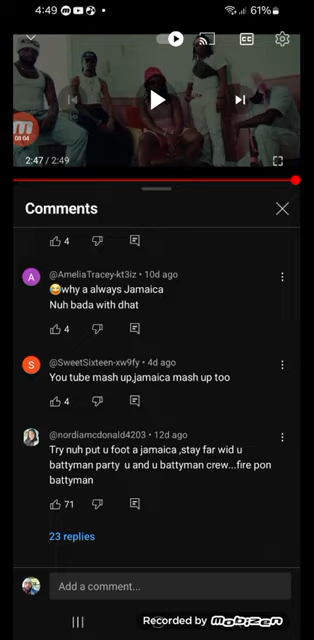 4:49
61%
08:04
2:47 / 2:49
CC
Comments
4
@AmeliaTracey-kt3iz • 10d ago
😅why a always Jamaica
Nuh bada with dhat
4
@SweetSixteen-xw9fy • 4d ago
You tube mash up,jamaica mash up too
4
@nordiamcdonald4203 • 12d ago
Try nuh put u foot a jamaica ,stay far wid u
battyman party  u and u battyman crew...fire pon
battyman
71
23 replies
Add a comment...
Recorded by mobizen